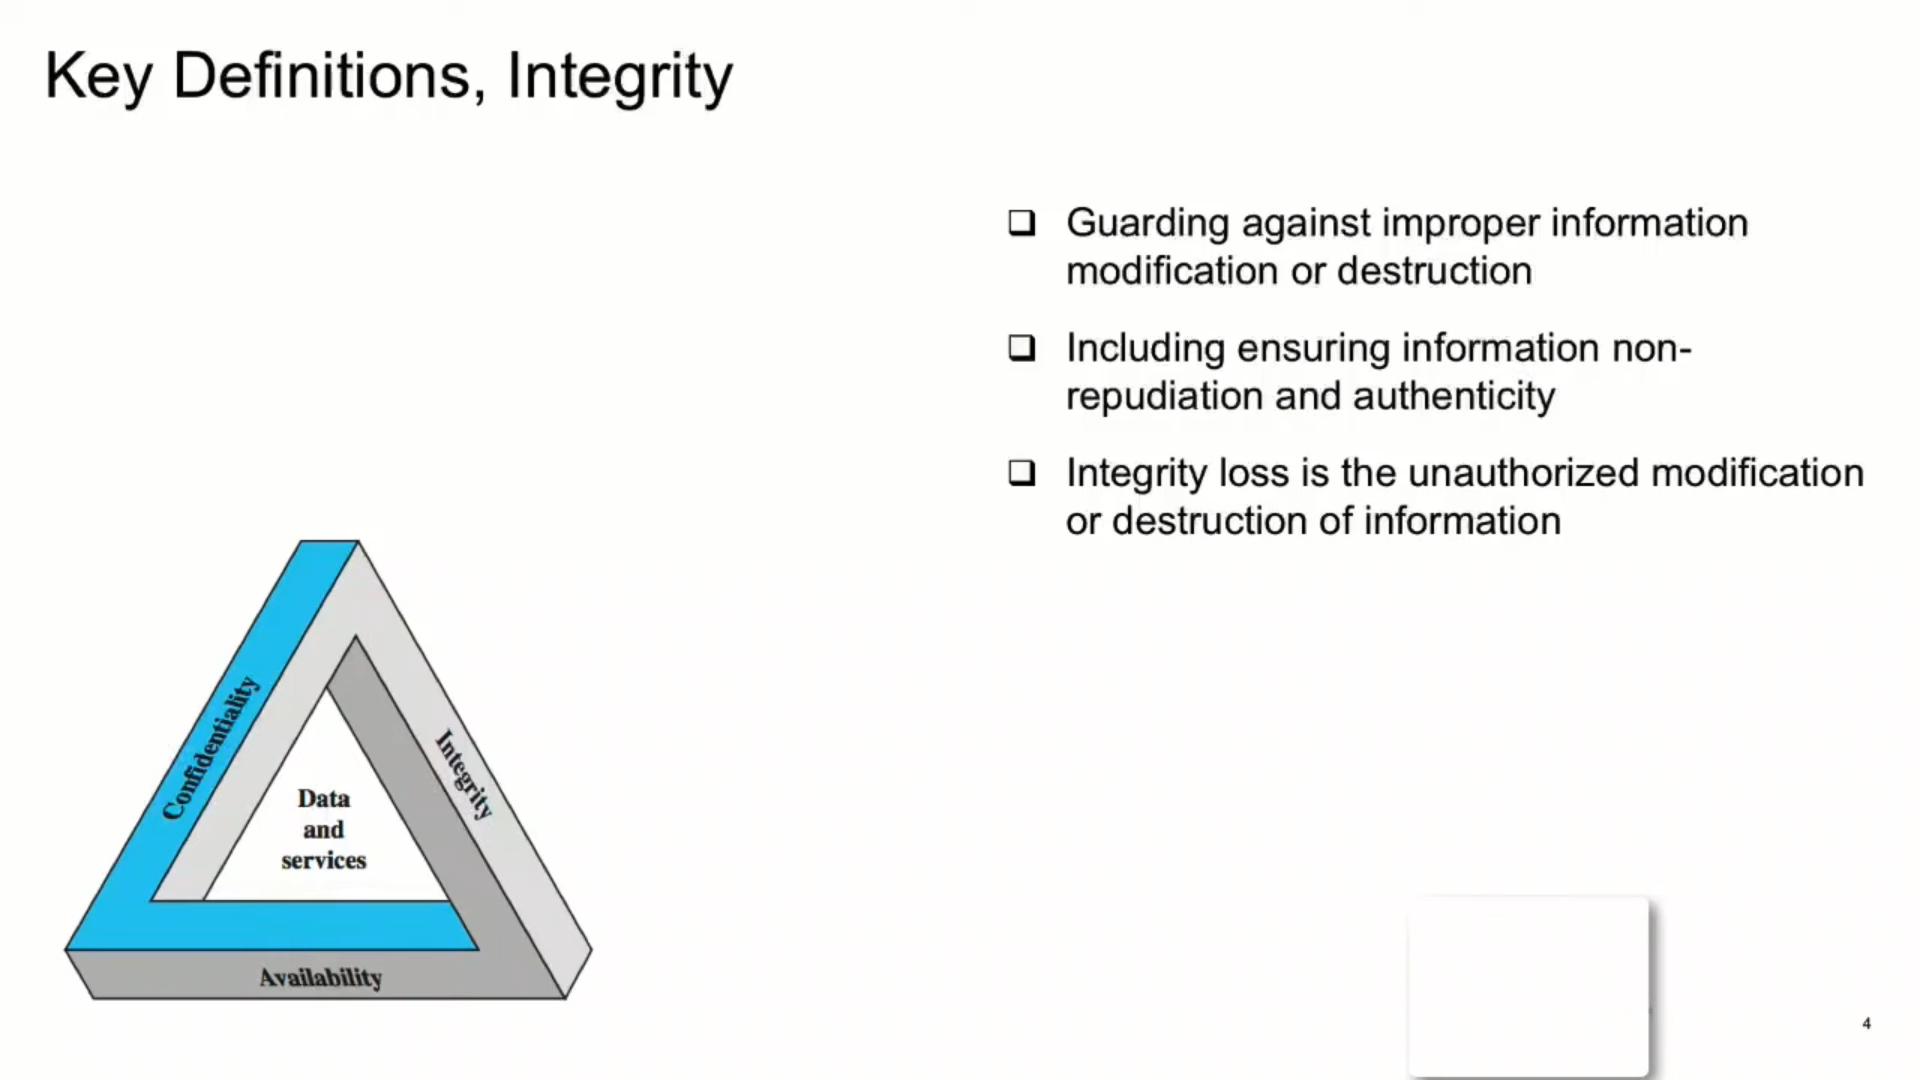 Key Definitions, Integrity
❑ Guarding against improper information
modification or destruction
❑ Including ensuring information non-
repudiation and authenticity
❑ Integrity loss is the unauthorized modification
or destruction of information
Confidentiality
Integrity
Data
and
services
Availability
4